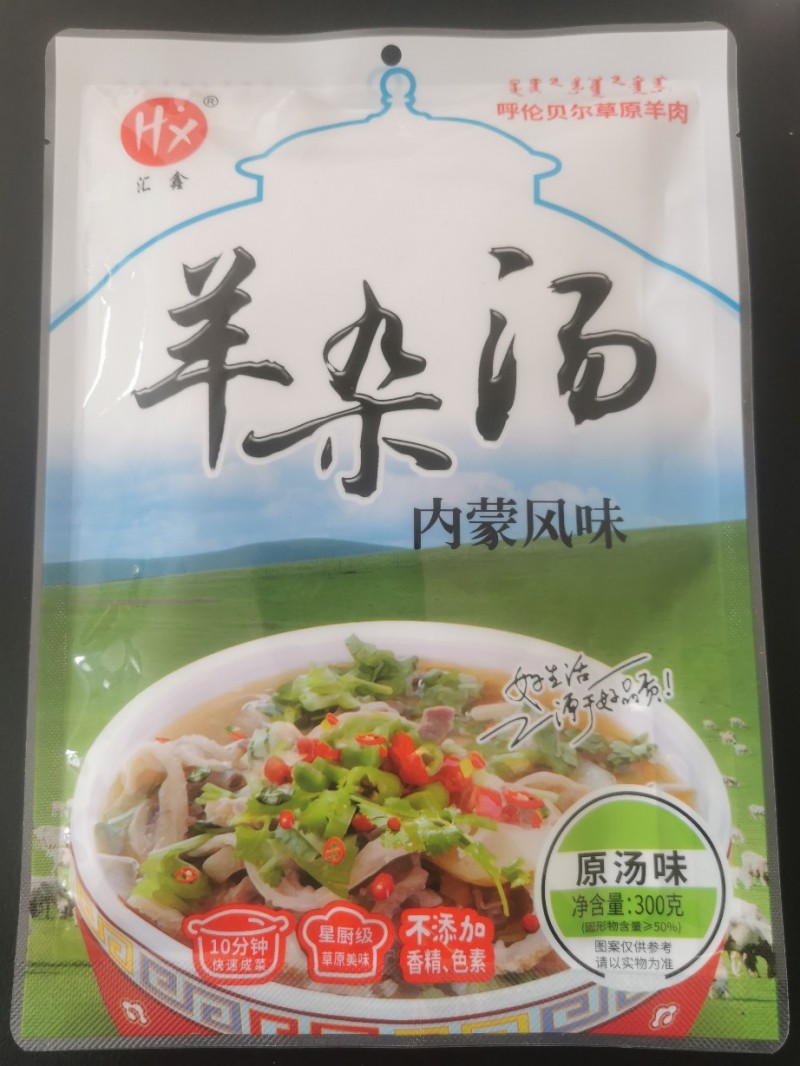 HX®
汇鑫
呼伦贝尔草原羊肉
羊杂汤
内蒙风味
好生活
源于好品质!
原汤味
净含量:300克
(固形物含量≥50%)
图案仅供参考
请以实物为准
10分钟
快速成菜
星厨级
草原美味
不添加
香精、色素